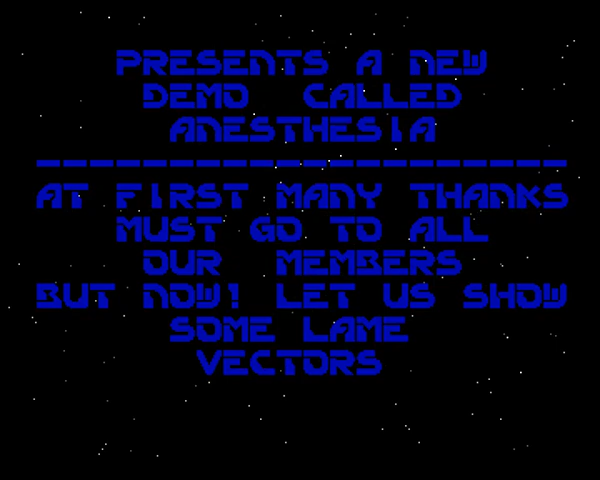 PRESENTS A NEW
DEMO CALLED
ANESTHESIA
--------------------
AT FIRST MANY THANKS
MUST GO TO ALL
OUR MEMBERS
BUT NOW! LET US SHOW
SOME LAME
VECTORS